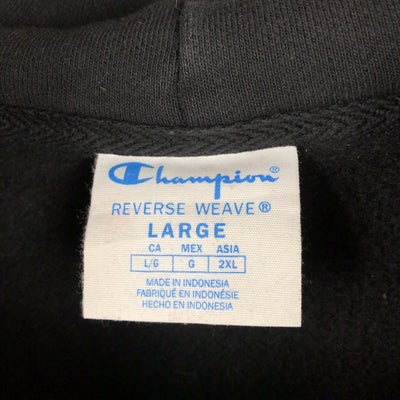 Champion®
REVERSE WEAVE®
LARGE
CA MEX ASIA
L/G G 2XL
MADE IN INDONESIA
FABRIQUÉ EN INDONÉSIE
HECHO EN INDONESIA